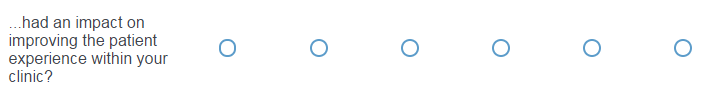 ...had an impact on
improving the patient
experience within your
clinic?